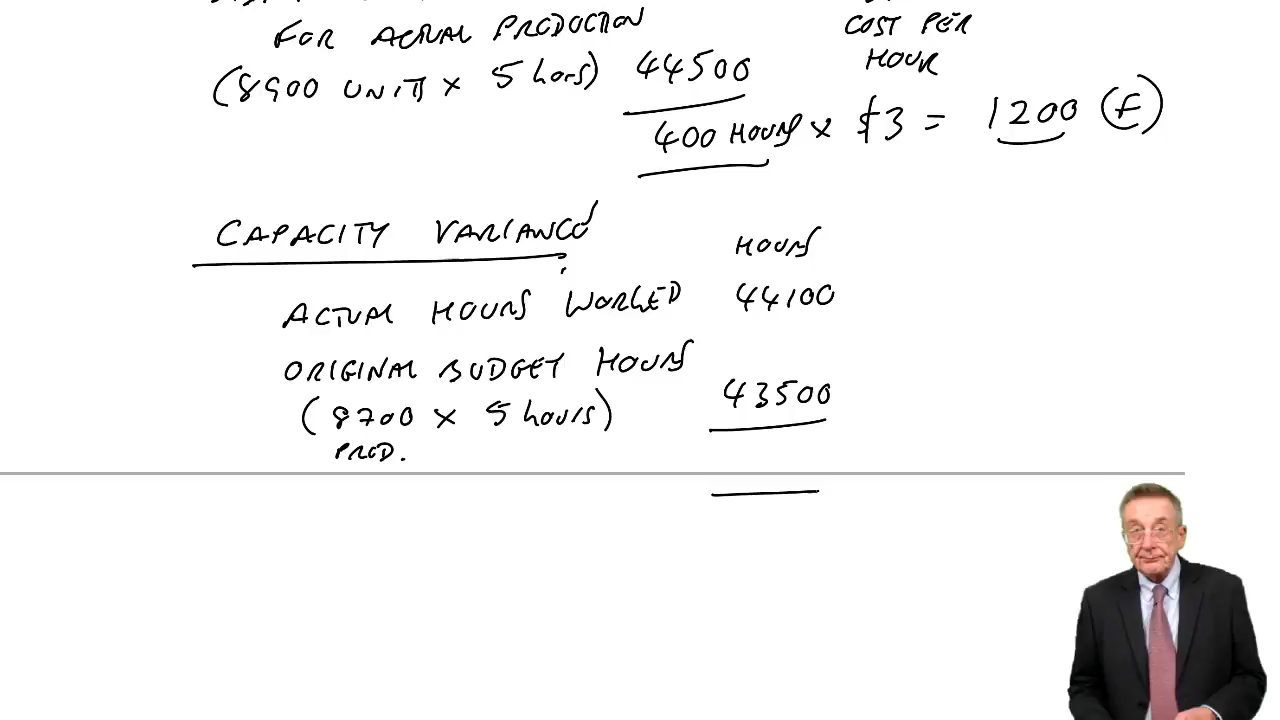 FOR ACTUAL PRODUCTION
(8900 UNITS × 5 hours) 44500
COST PER
HOUR
400 HOURS × $3 = 1200 (F)
CAPACITY VARIANCE
HOURS
ACTUAL HOURS WORKED 44100
ORIGINAL BUDGET HOURS
(8700 × 5 hours) 43500
PROD.